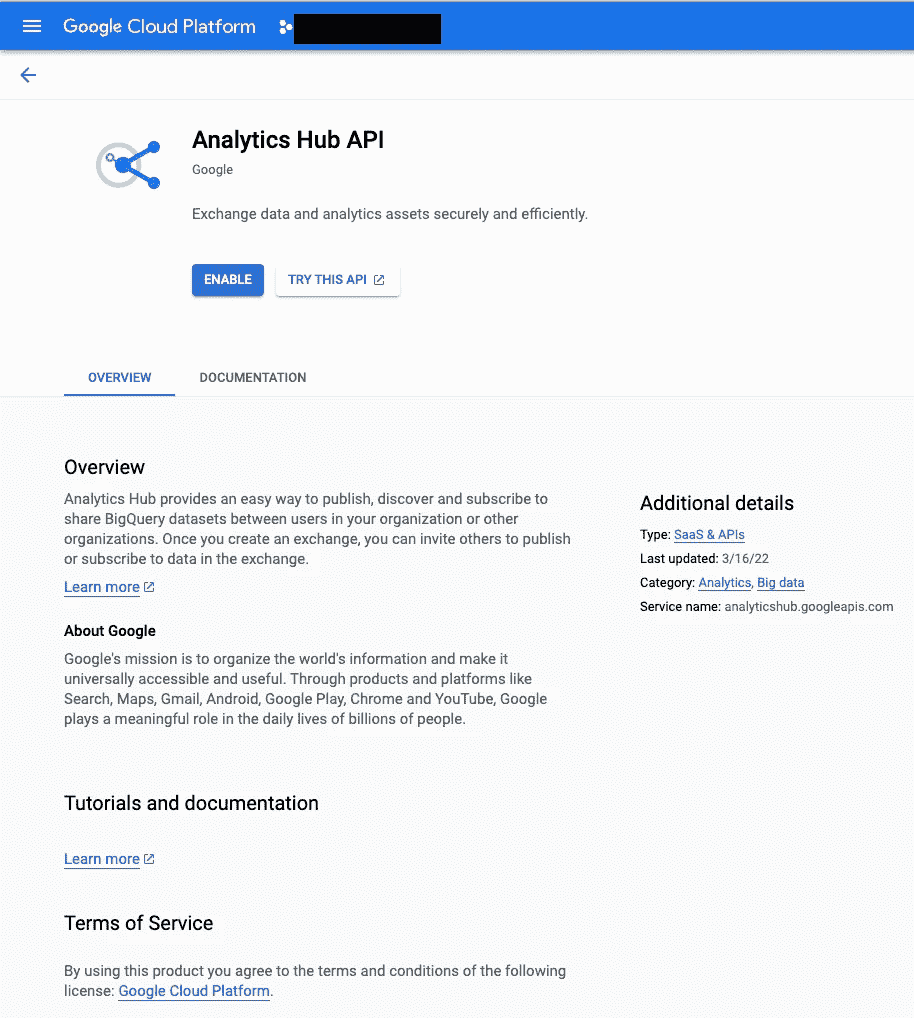 Google Cloud Platform
Analytics Hub API
Google
Exchange data and analytics assets securely and efficiently.
ENABLE
TRY THIS API
OVERVIEW
DOCUMENTATION
Overview
Analytics Hub provides an easy way to publish, discover and subscribe to
share BigQuery datasets between users in your organization or other
organizations. Once you create an exchange, you can invite others to publish
or subscribe to data in the exchange.
Learn more
About Google
Google's mission is to organize the world's information and make it
universally accessible and useful. Through products and platforms like
Search, Maps, Gmail, Android, Google Play, Chrome and YouTube, Google
plays a meaningful role in the daily lives of billions of people.
Additional details
Type: SaaS & APIs
Last updated: 3/16/22
Category: Analytics, Big data
Service name: analyticshub.googleapis.com
Tutorials and documentation
Learn more
Terms of Service
By using this product you agree to the terms and conditions of the following
license: Google Cloud Platform.